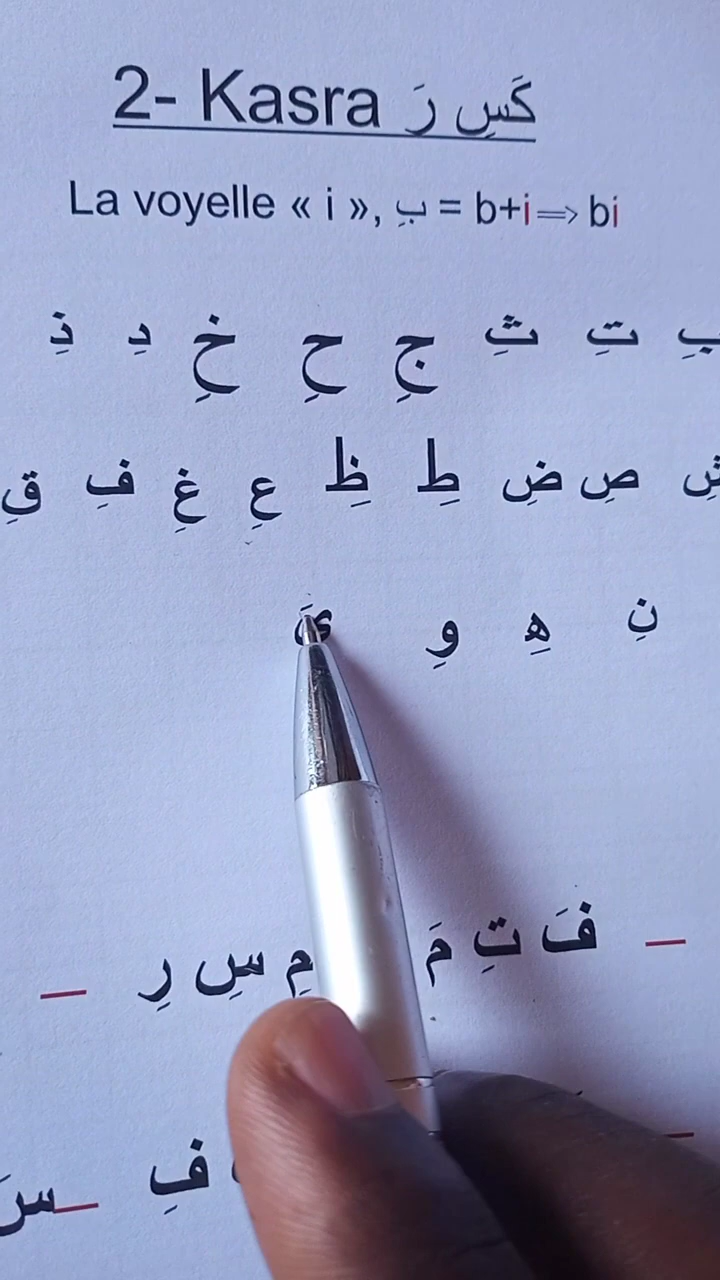 2- Kasra كَسِ رَ
La voyelle « i », بِ = b+i ⇒ bi
بِ تِ ثِ جِ حِ خِ دِ ذِ
شِ صِ ضِ طِ ظِ عِ غِ فِ قِ
نِ هِ وِ
_ فَ تِ مَ مِ سِ رِ _
فِ _ سَ